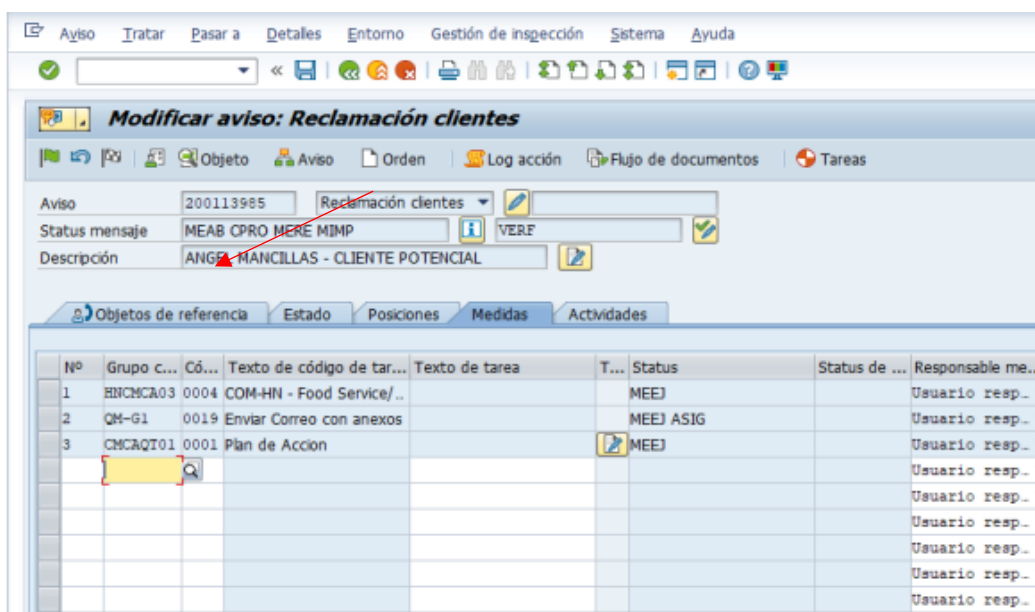 Aviso Tratar Pasar a Detalles Entorno Gestión de inspección Sistema Ayuda
Modificar aviso: Reclamación clientes
Objeto Aviso Orden Log acción Flujo de documentos Tareas
Aviso 200113985 Reclamación clientes
Status mensaje MEAB CPRO MERE MIMP VERF
Descripción ANGEL MANCILLAS - CLIENTE POTENCIAL
Objetos de referencia Estado Posiciones Medidas Actividades
Nº Grupo c... Có... Texto de código de tar... Texto de tarea T... Status Status de ... Responsable me..
1 HNCMCA03 0004 COM-HN - Food Service/.. MEEJ Usuario resp..
2 QM-G1 0019 Enviar Correo con anexos MEEJ ASIG Usuario resp..
3 CMCAQT01 0001 Plan de Accion MEEJ Usuario resp..
Usuario resp..
Usuario resp..
Usuario resp..
Usuario resp..
Usuario resp..
Usuario resp..